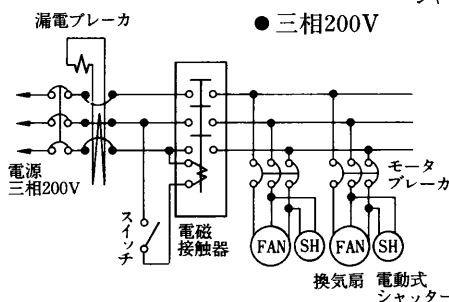 漏電ブレーカ
●三相200V
電源
三相200V
スイッチ
電磁
接触器
モータ
ブレーカ
FAN
SH
FAN
SH
換気扇
電動式
シャッター